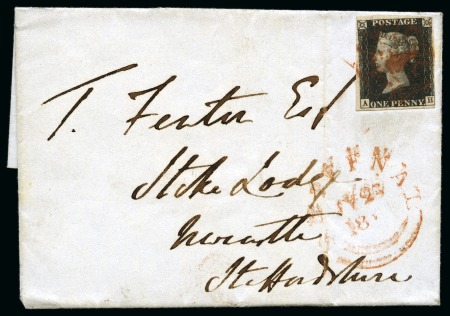 POSTAGE
A B
ONE PENNY
T. Fenton Esq
Stoke Lodge
Newcastle
Staffordshire